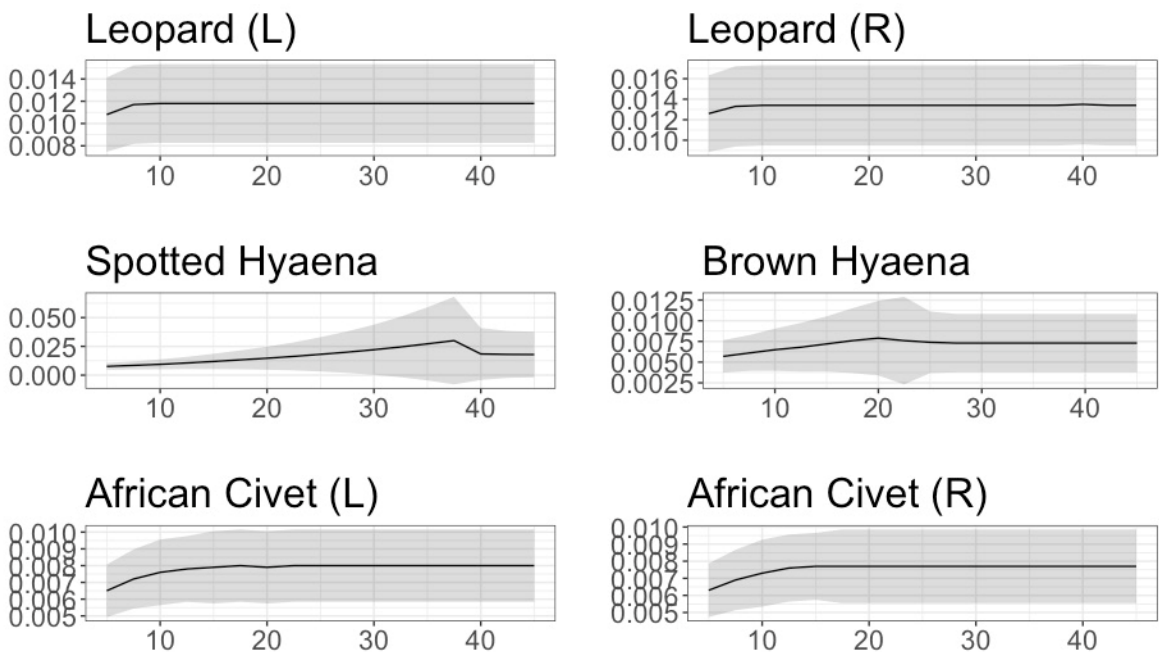 Leopard (L)
0.014
0.012
0.010
0.008
10 20 30 40
Leopard (R)
0.016
0.014
0.012
0.010
10 20 30 40
Spotted Hyaena
0.050
0.025
0.000
10 20 30 40
Brown Hyaena
0.0125
0.0100
0.0075
0.0050
0.0025
10 20 30 40
African Civet (L)
0.010
0.009
0.008
0.007
0.006
0.005
10 20 30 40
African Civet (R)
0.010
0.009
0.008
0.007
0.006
0.005
10 20 30 40